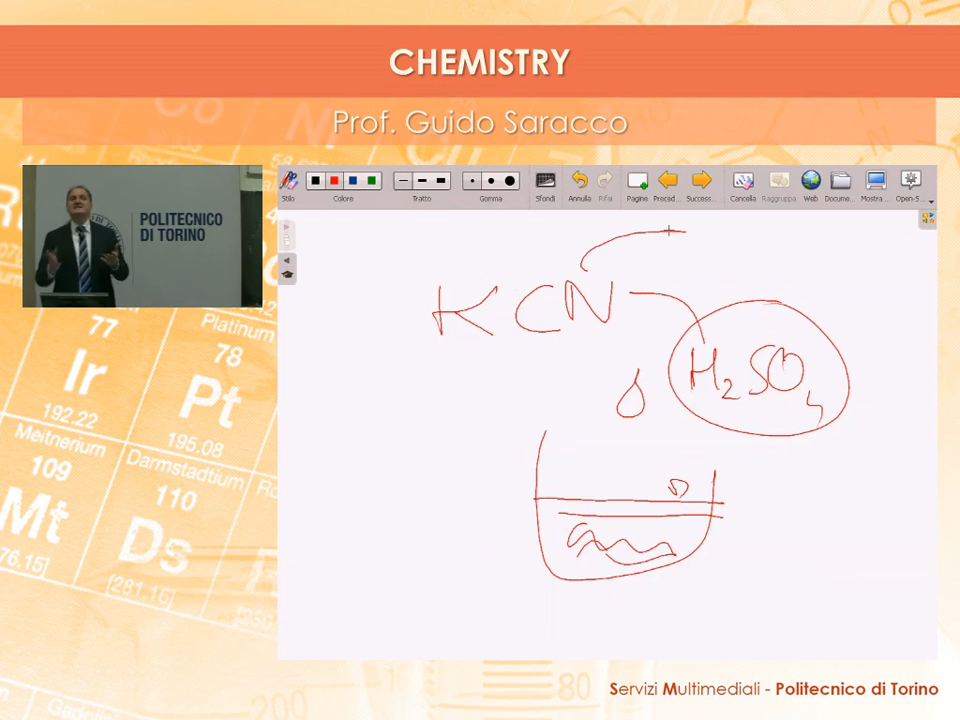 CHEMISTRY
Prof. Guido Saracco
POLITECNICO
DI TORINO
Stilo Colore Tratto Gomma Sfondi Annulla Rifai Pagine Preced... Success... Cancella Raggruppa Web Docume... Mostra ... Open-S...
KCN
H2SO4
77
Ir
192.22
Platinum
78
Pt
195.08
Meitnerium
109
Mt
Darmstadtium
110
Ds
[281.16]
80
Servizi Multimediali - Politecnico di Torino